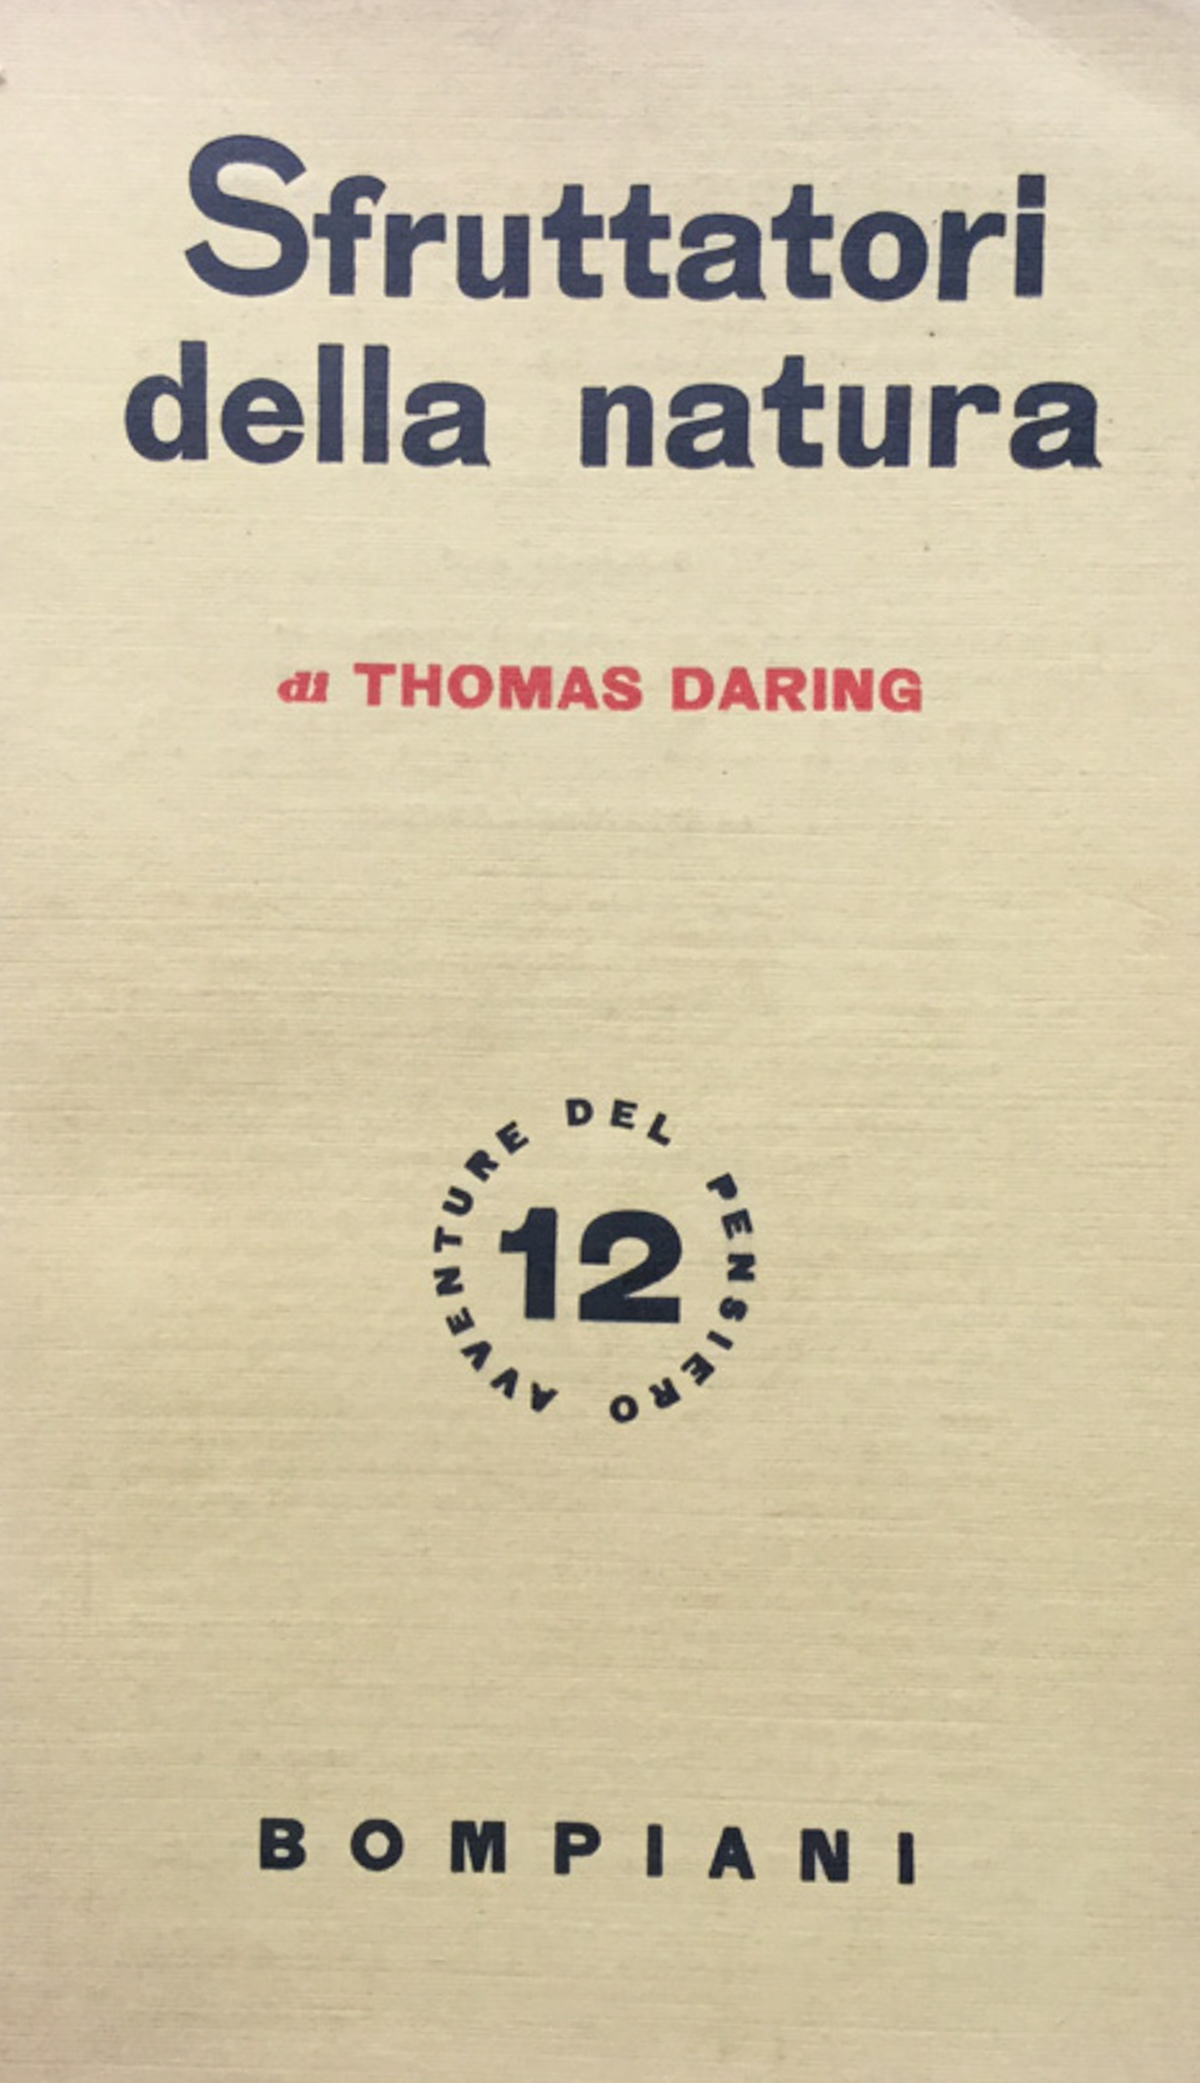 Sfruttatori
della natura
di THOMAS DARING
AVVENTURE DEL PENSIERO
12
BOMPIANI